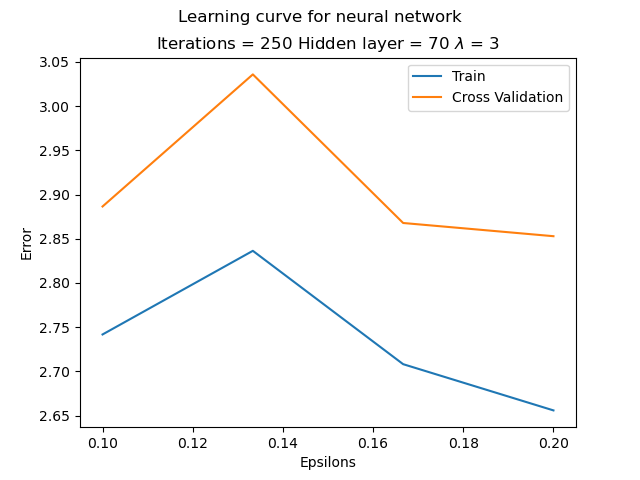 Learning curve for neural network
Iterations = 250 Hidden layer = 70 λ = 3
3.05
3.00
2.95
2.90
2.85
2.80
2.75
2.70
2.65
Error
Train
Cross Validation
0.10 0.12 0.14 0.16 0.18 0.20
Epsilons